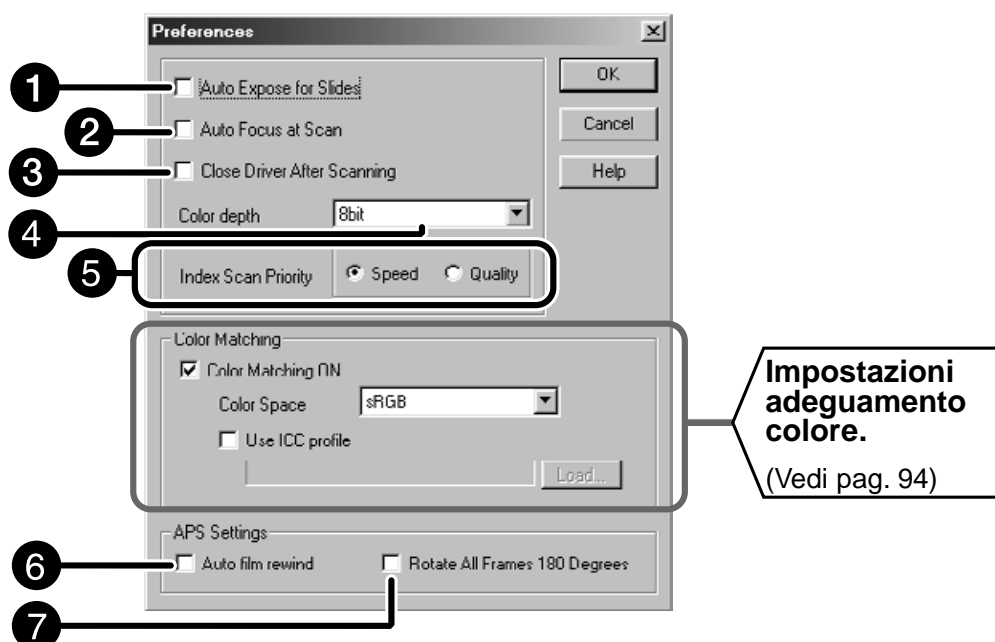 Preferences
1
Auto Expose for Slides
OK
2
Auto Focus at Scan
Cancel
3
Close Driver After Scanning
Help
Color depth
8bit
4
5
Index Scan Priority
Speed
Quality
Color Matching
Color Matching ON
Color Space
sRGB
Use ICC profile
Load...
Impostazioni
adeguamento
colore.
(Vedi pag. 94)
APS Settings
6
Auto film rewind
Rotate All Frames 180 Degrees
7